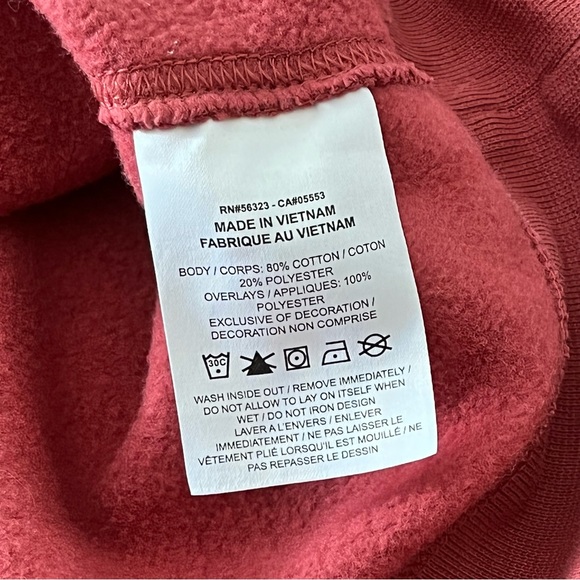 RN#56323 - CA#05553
MADE IN VIETNAM
FABRIQUE AU VIETNAM
BODY / CORPS: 80% COTTON / COTON
20% POLYESTER
OVERLAYS / APPLIQUES: 100%
POLYESTER
EXCLUSIVE OF DECORATION /
DECORATION NON COMPRISE
30C
WASH INSIDE OUT / REMOVE IMMEDIATELY /
DO NOT ALLOW TO LAY ON ITSELF WHEN
WET / DO NOT IRON DESIGN
LAVER A L'ENVERS / ENLEVER
IMMEDIATEMENT / NE PAS LAISSER LE
VÊTEMENT PLIÉ LORSQU'IL EST MOUILLÉ / NE
PAS REPASSER LE DESSIN